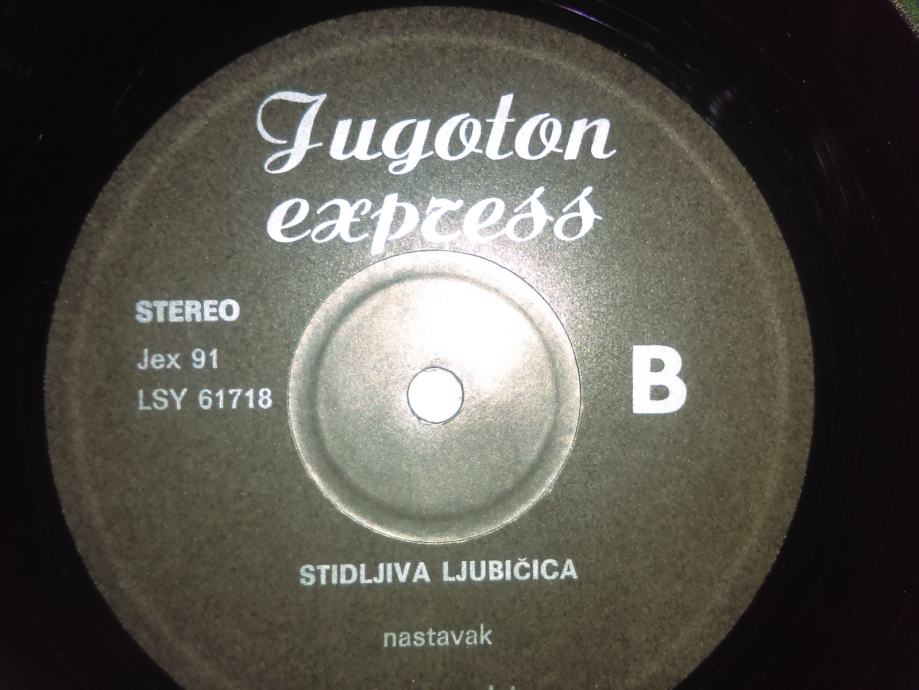 Jugoton
express
STEREO
Jex 91
LSY 61718
B
STIDLJIVA LJUBIČICA
nastavak